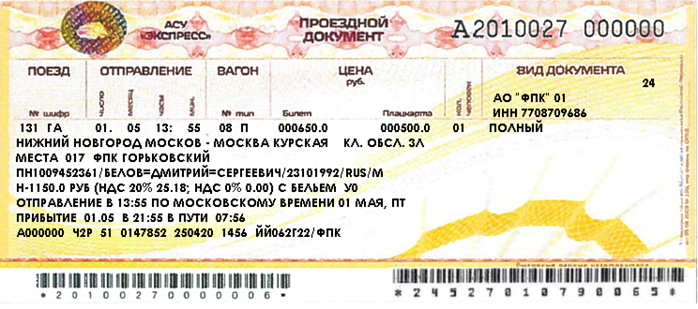 АСУ «ЭКСПРЕСС»
ПРОЕЗДНОЙ ДОКУМЕНТ
А2010027 000000
ПОЕЗД ОТПРАВЛЕНИЕ ВАГОН ЦЕНА руб. ВИД ДОКУМЕНТА
№ шифр число месяц часы мин. № тип Билет Плацкарта кол. человек
24
АО "ФПК" 01
ИНН 7708709686
131 ГА 01. 05 13: 55 08 П 000650.0 000500.0 01 ПОЛНЫЙ
НИЖНИЙ НОВГОРОД МОСКОВ - МОСКВА КУРСКАЯ КЛ. ОБСЛ. 3Л
МЕСТА 017 ФПК ГОРЬКОВСКИЙ
ПН1009452361/БЕЛОВ=ДМИТРИЙ=СЕРГЕЕВИЧ/23101992/RUS/M
Н-1150.0 РУБ (НДС 20% 25.18; НДС 0% 0.00) С БЕЛЬЕМ У0
ОТПРАВЛЕНИЕ В 13:55 ПО МОСКОВСКОМУ ВРЕМЕНИ 01 МАЯ, ПТ
ПРИБЫТИЕ 01.05 В 21:55 В ПУТИ 07:56
А000000 Ч2Р 51 0147852 250420 1456 ЙЙ062Г22/ФПК
*2010027000000006*
*24527010790065*